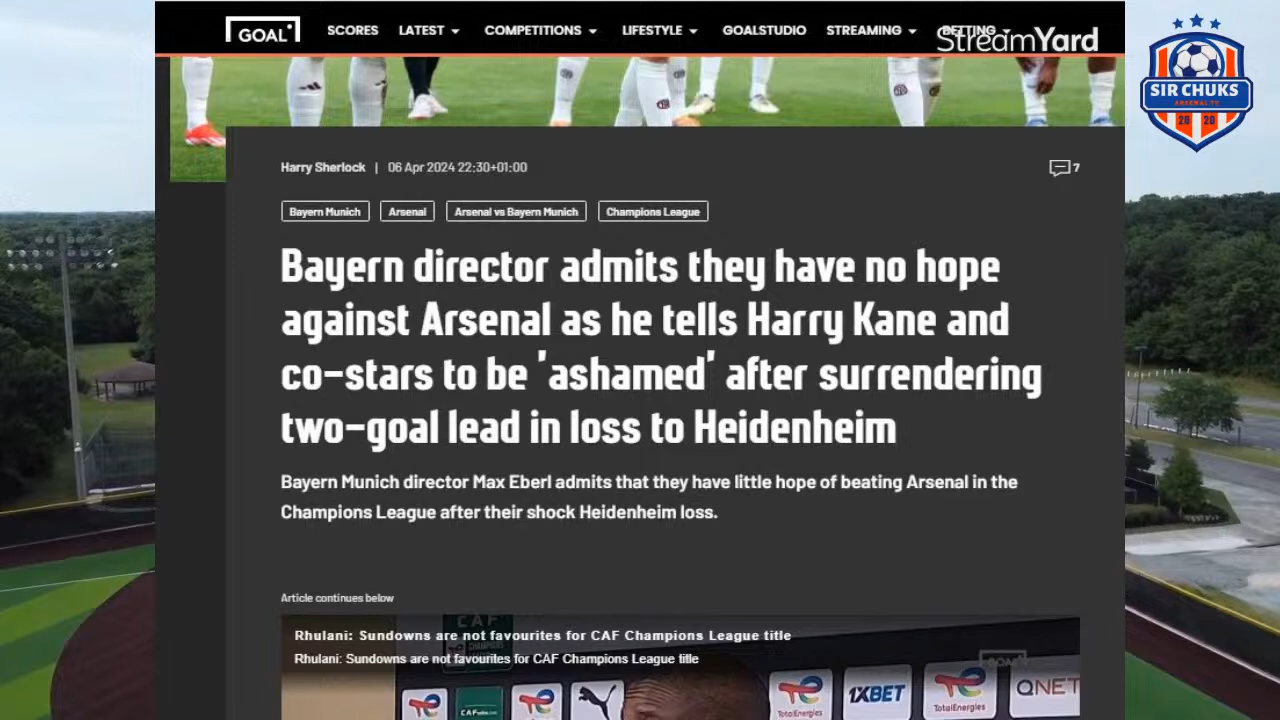 GOAL
SCORES LATEST COMPETITIONS LIFESTYLE GOALSTUDIO STREAMING BETTING
StreamYard
SIR CHUKS
ARSENAL TV
20 20
Harry Sherlock | 06 Apr 2024 22:30+01:00
7
Bayern Munich Arsenal Arsenal vs Bayern Munich Champions League
Bayern director admits they have no hope
against Arsenal as he tells Harry Kane and
co-stars to be 'ashamed' after surrendering
two-goal lead in loss to Heidenheim
Bayern Munich director Max Eberl admits that they have little hope of beating Arsenal in the
Champions League after their shock Heidenheim loss.
Article continues below
CAF
Rhulani: Sundowns are not favourites for CAF Champions League title
Rhulani: Sundowns are not favourites for CAF Champions League title
GOAL
TotalEnergies
1XBET
TotalEnergies
QNET